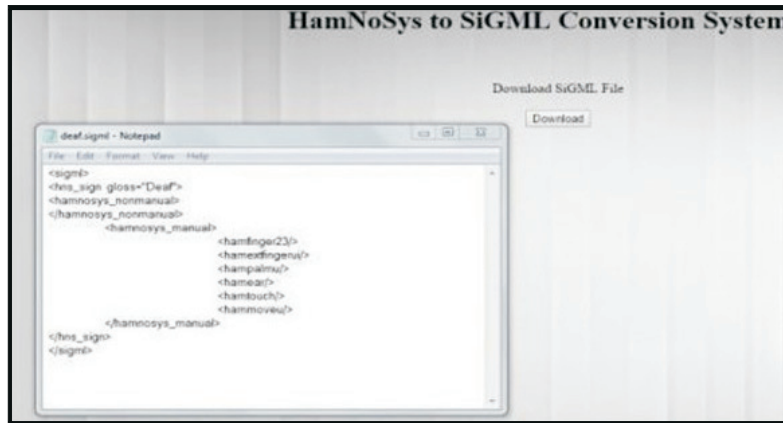 HamNoSys to SiGML Conversion System
Download SiGML File
Download
deaf.sigml - Notepad
File Edit Format View Help
<sigml>
<hns_sign gloss="Deaf">
<hamnosys_nonmanual>
</hamnosys_nonmanual>
<hamnosys_manual>
<hamfinger23/>
<hamextfingerui/>
<hampalmu/>
<hamear/>
<hamtouch/>
<hammoveu/>
</hamnosys_manual>
</hns_sign>
</sigml>